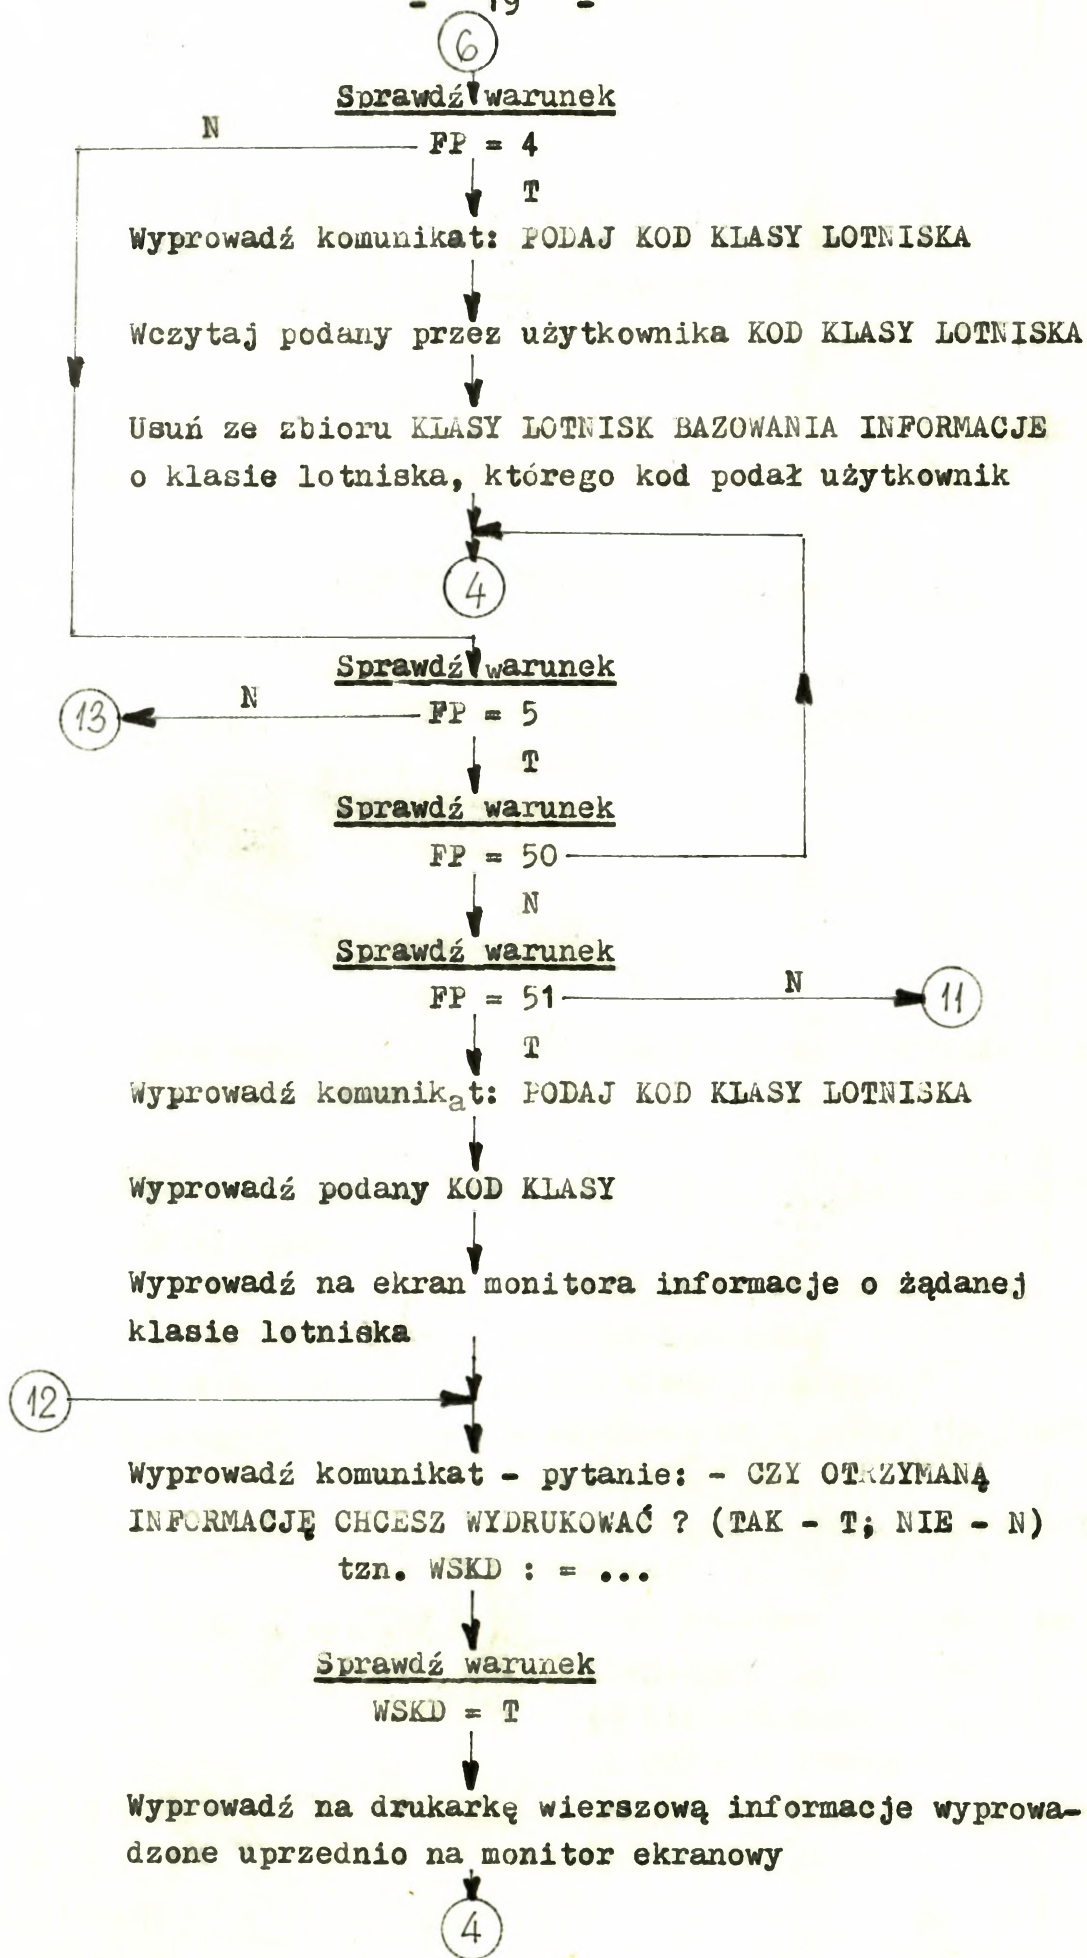 - 19 -
6
Sprawdź warunek
N
FP = 4
T
Wyprowadź komunikat: PODAJ KOD KLASY LOTNISKA
Wczytaj podany przez użytkownika KOD KLASY LOTNISKA
Usuń ze zbioru KLASY LOTNISK BAZOWANIA INFORMACJE
o klasie lotniska, którego kod podał użytkownik
4
Sprawdź warunek
13
N
FP = 5
T
Sprawdź warunek
FP = 50
N
Sprawdź warunek
FP = 51
N
11
T
Wyprowadź komunikat: PODAJ KOD KLASY LOTNISKA
Wyprowadź podany KOD KLASY
Wyprowadź na ekran monitora informacje o żądanej
klasie lotniska
12
Wyprowadź komunikat - pytanie: - CZY OTRZYMANĄ
INFORMACJĘ CHCESZ WYDRUKOWAĆ ? (TAK - T; NIE - N)
tzn. WSKD : = ...
Sprawdź warunek
WSKD = T
Wyprowadź na drukarkę wierszową informacje wyprowa-
dzone uprzednio na monitor ekranowy
4